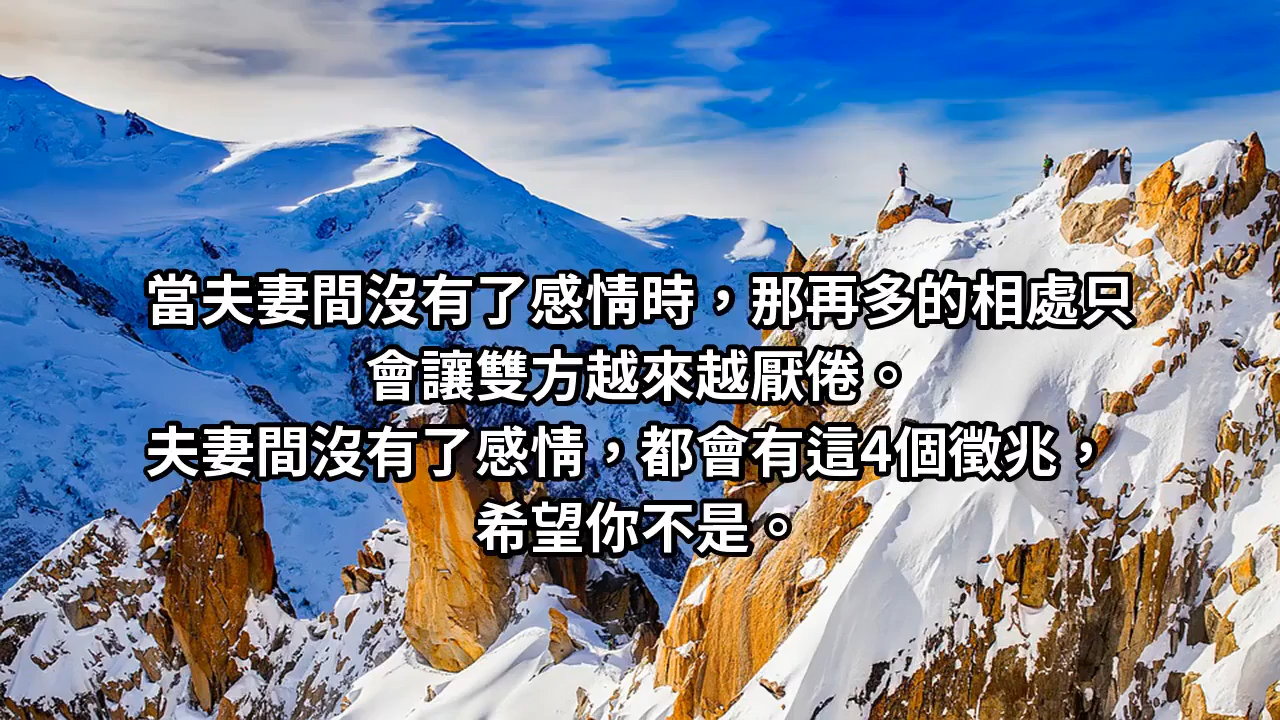 當夫妻間沒有了感情時，那再多的相處只
會讓雙方越來越厭倦。
夫妻間沒有了感情，都會有這4個徵兆，
希望你不是。